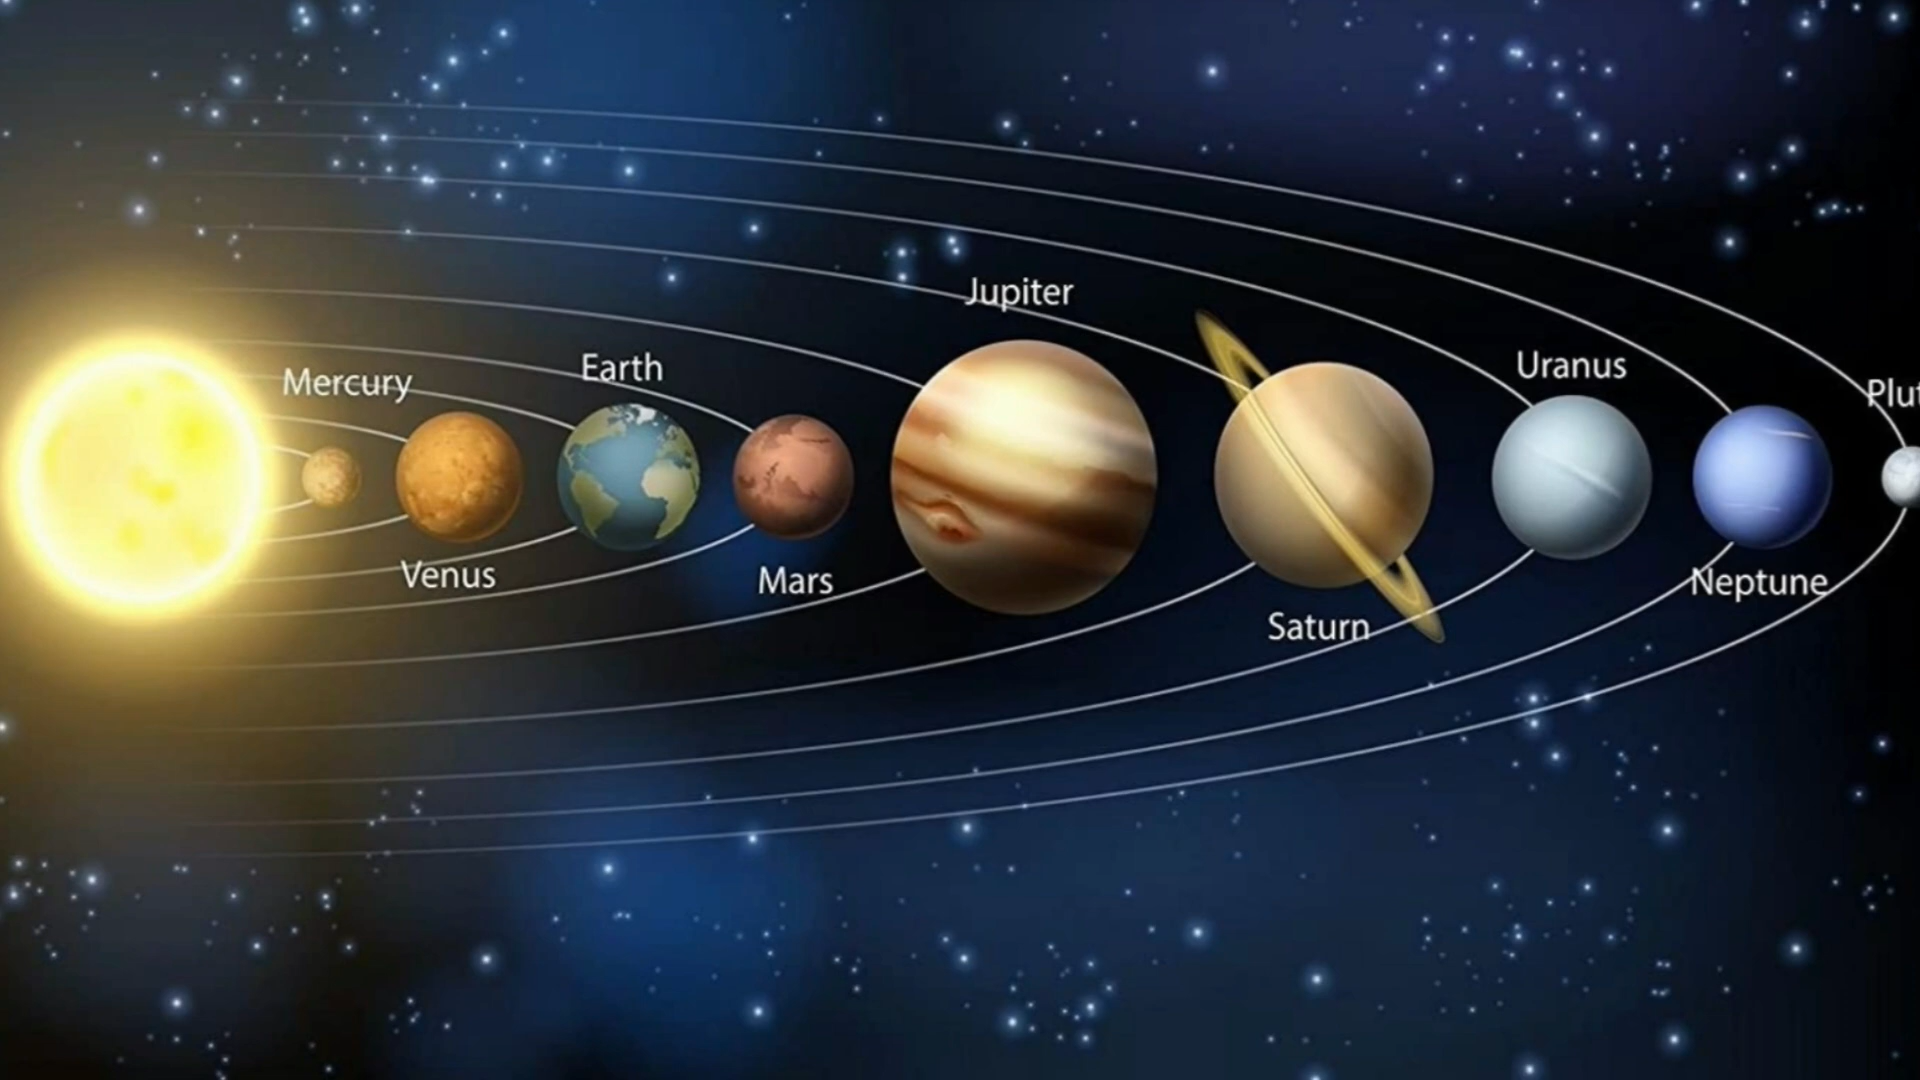 Mercury
Venus
Earth
Mars
Jupiter
Saturn
Uranus
Neptune
Plut